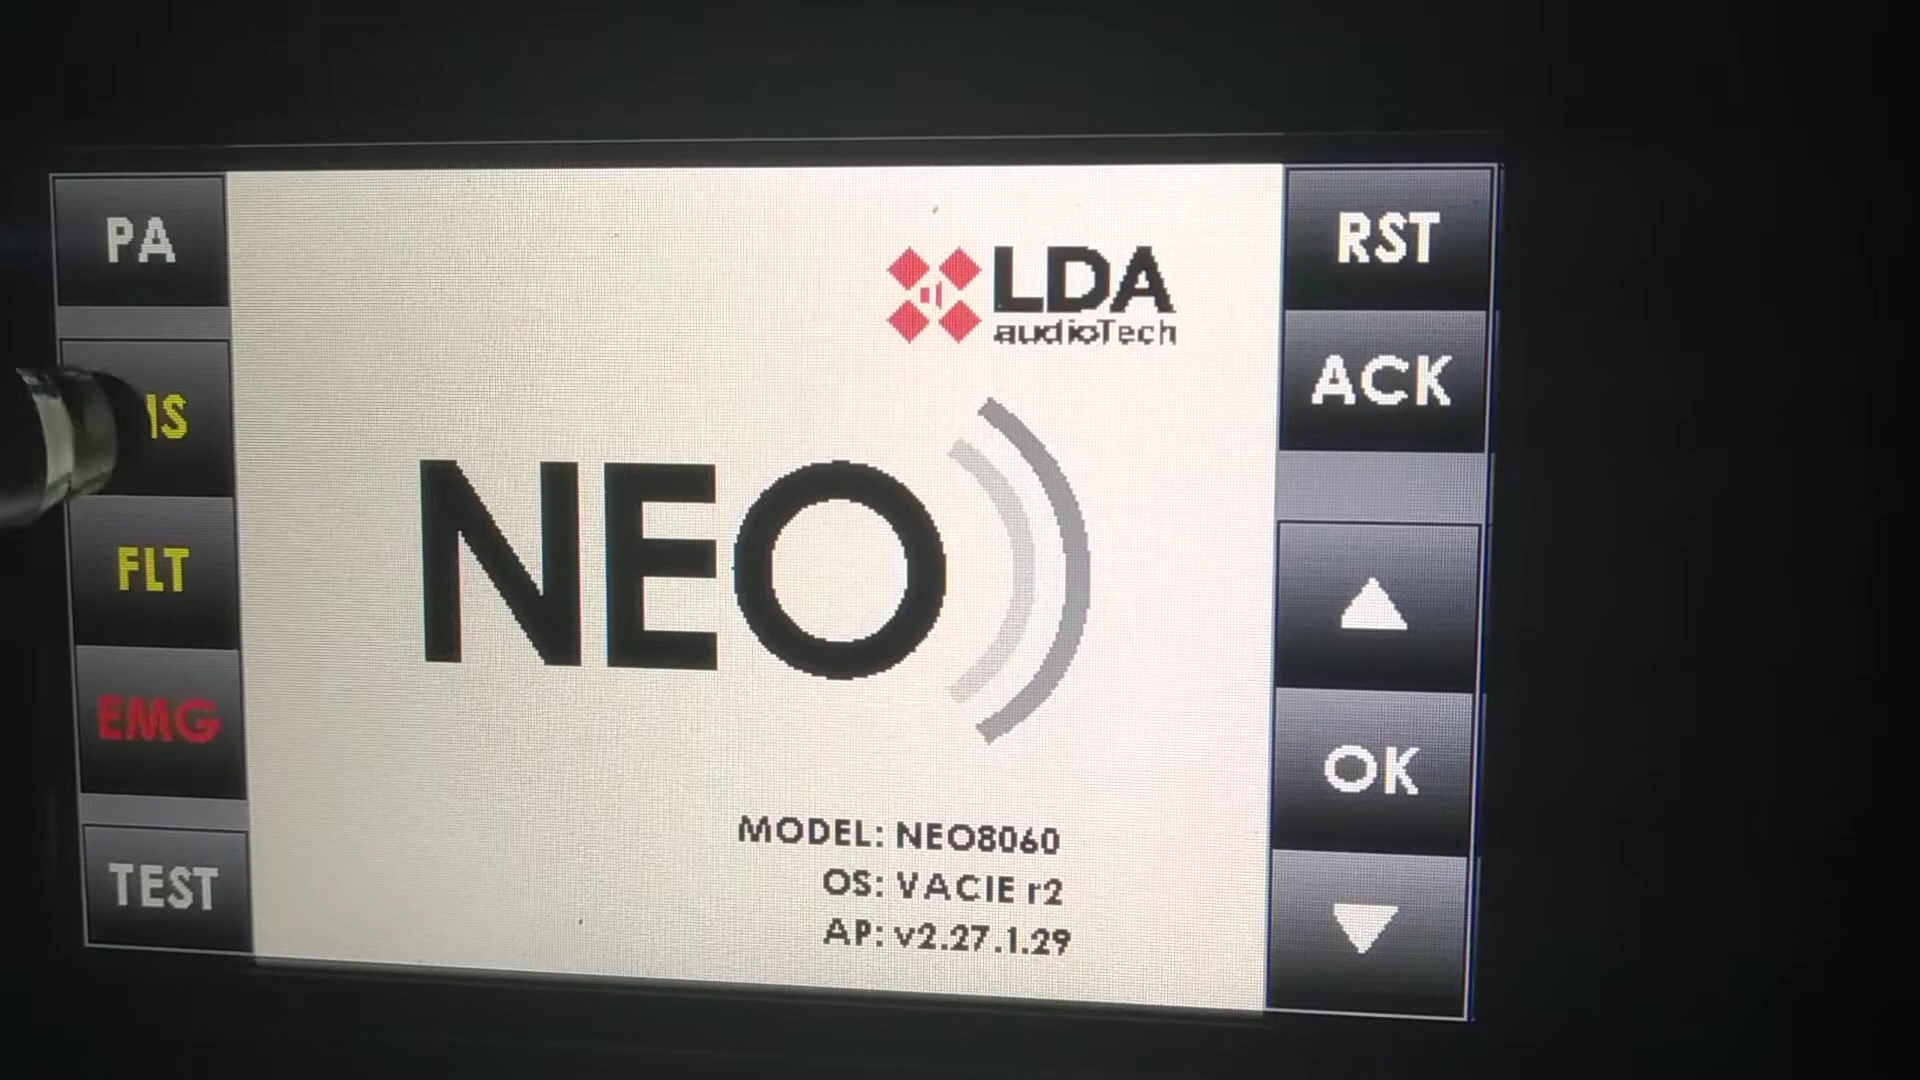 PA
FLT
EMG
TEST
LDA
audioTech
NEO
MODEL: NEO8060
OS: VACIE r2
AP: v2.27.1.29
RST
ACK
OK